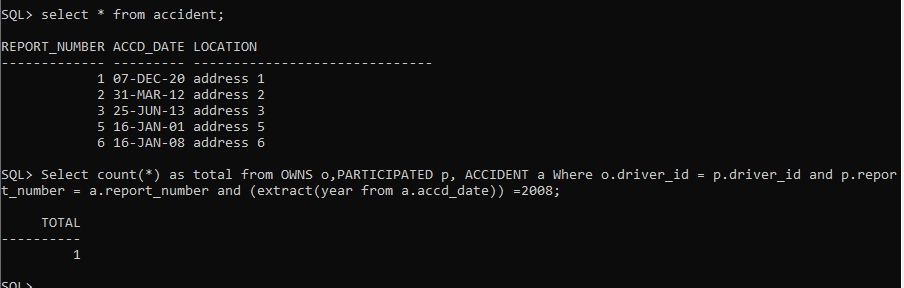 SQL> select * from accident;
REPORT_NUMBER ACCD_DATE LOCATION
------------- --------- ------------------------------
            1 07-DEC-20 address 1
            2 31-MAR-12 address 2
            3 25-JUN-13 address 3
            5 16-JAN-01 address 5
            6 16-JAN-08 address 6
SQL> Select count(*) as total from OWNS o,PARTICIPATED p, ACCIDENT a Where o.driver_id = p.driver_id and p.repor
t_number = a.report_number and (extract(year from a.accd_date)) =2008;
     TOTAL
----------
         1
SQL>